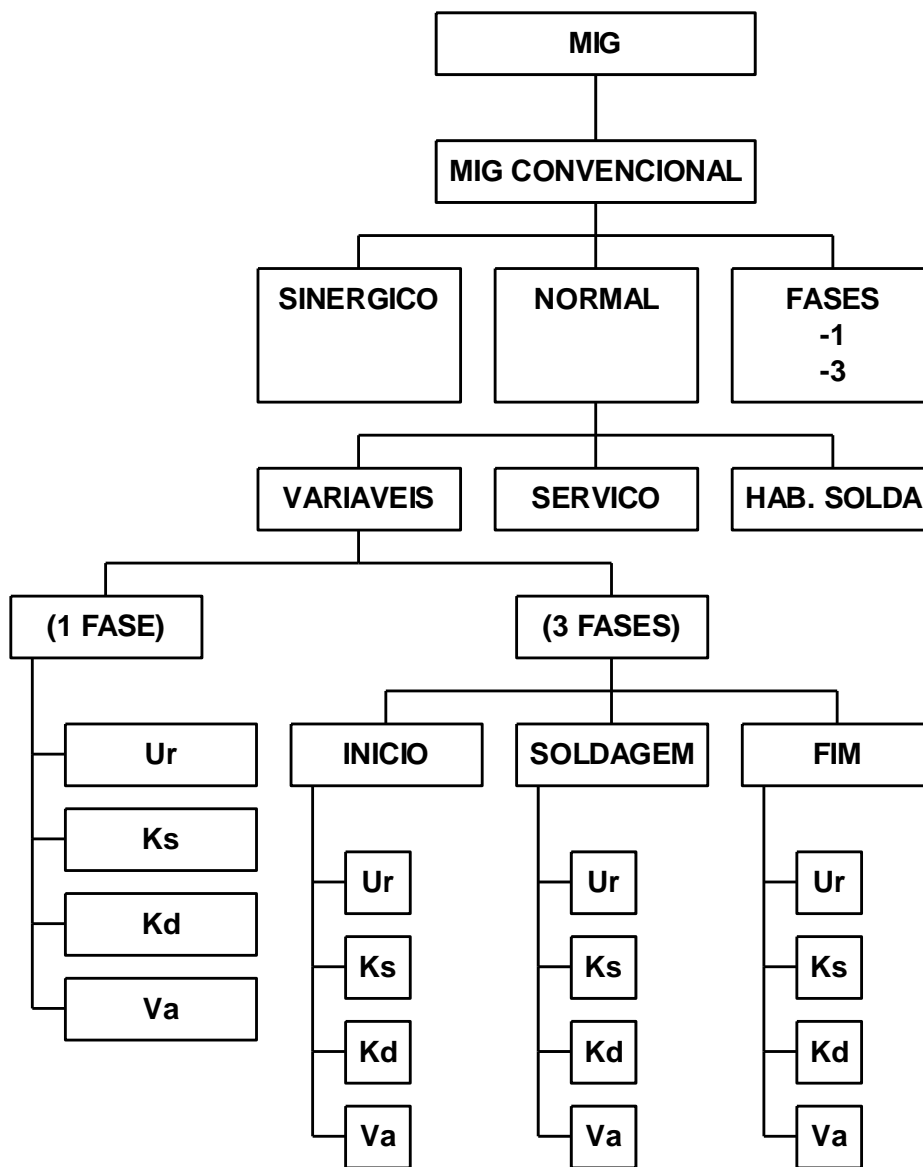 MIG
MIG CONVENCIONAL
SINERGICO
NORMAL
FASES
-1
-3
VARIAVEIS
SERVICO
HAB. SOLDA
(1 FASE)
(3 FASES)
Ur
Ks
Kd
Va
INICIO
Ur
Ks
Kd
Va
SOLDAGEM
Ur
Ks
Kd
Va
FIM
Ur
Ks
Kd
Va